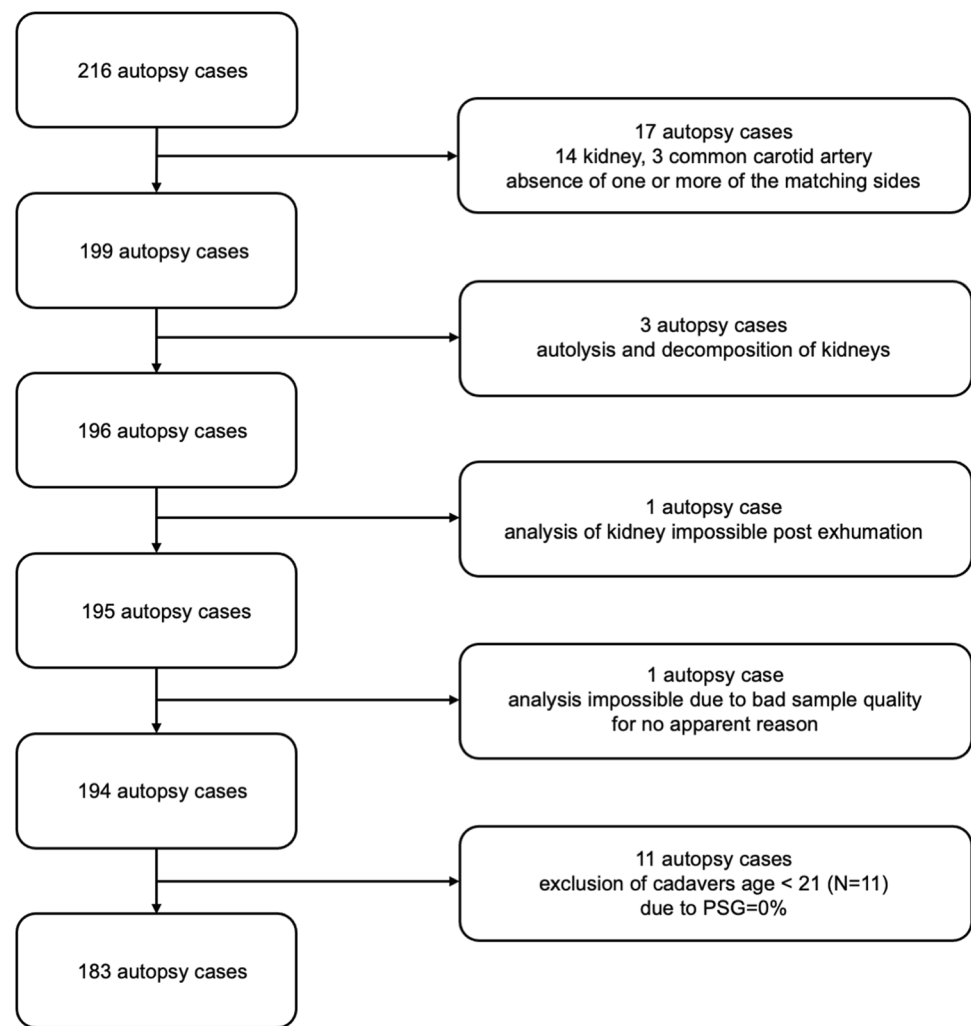 216 autopsy cases
17 autopsy cases
14 kidney, 3 common carotid artery
absence of one or more of the matching sides
199 autopsy cases
3 autopsy cases
autolysis and decomposition of kidneys
196 autopsy cases
1 autopsy case
analysis of kidney impossible post exhumation
195 autopsy cases
1 autopsy case
analysis impossible due to bad sample quality
for no apparent reason
194 autopsy cases
11 autopsy cases
exclusion of cadavers age < 21 (N=11)
due to PSG=0%
183 autopsy cases